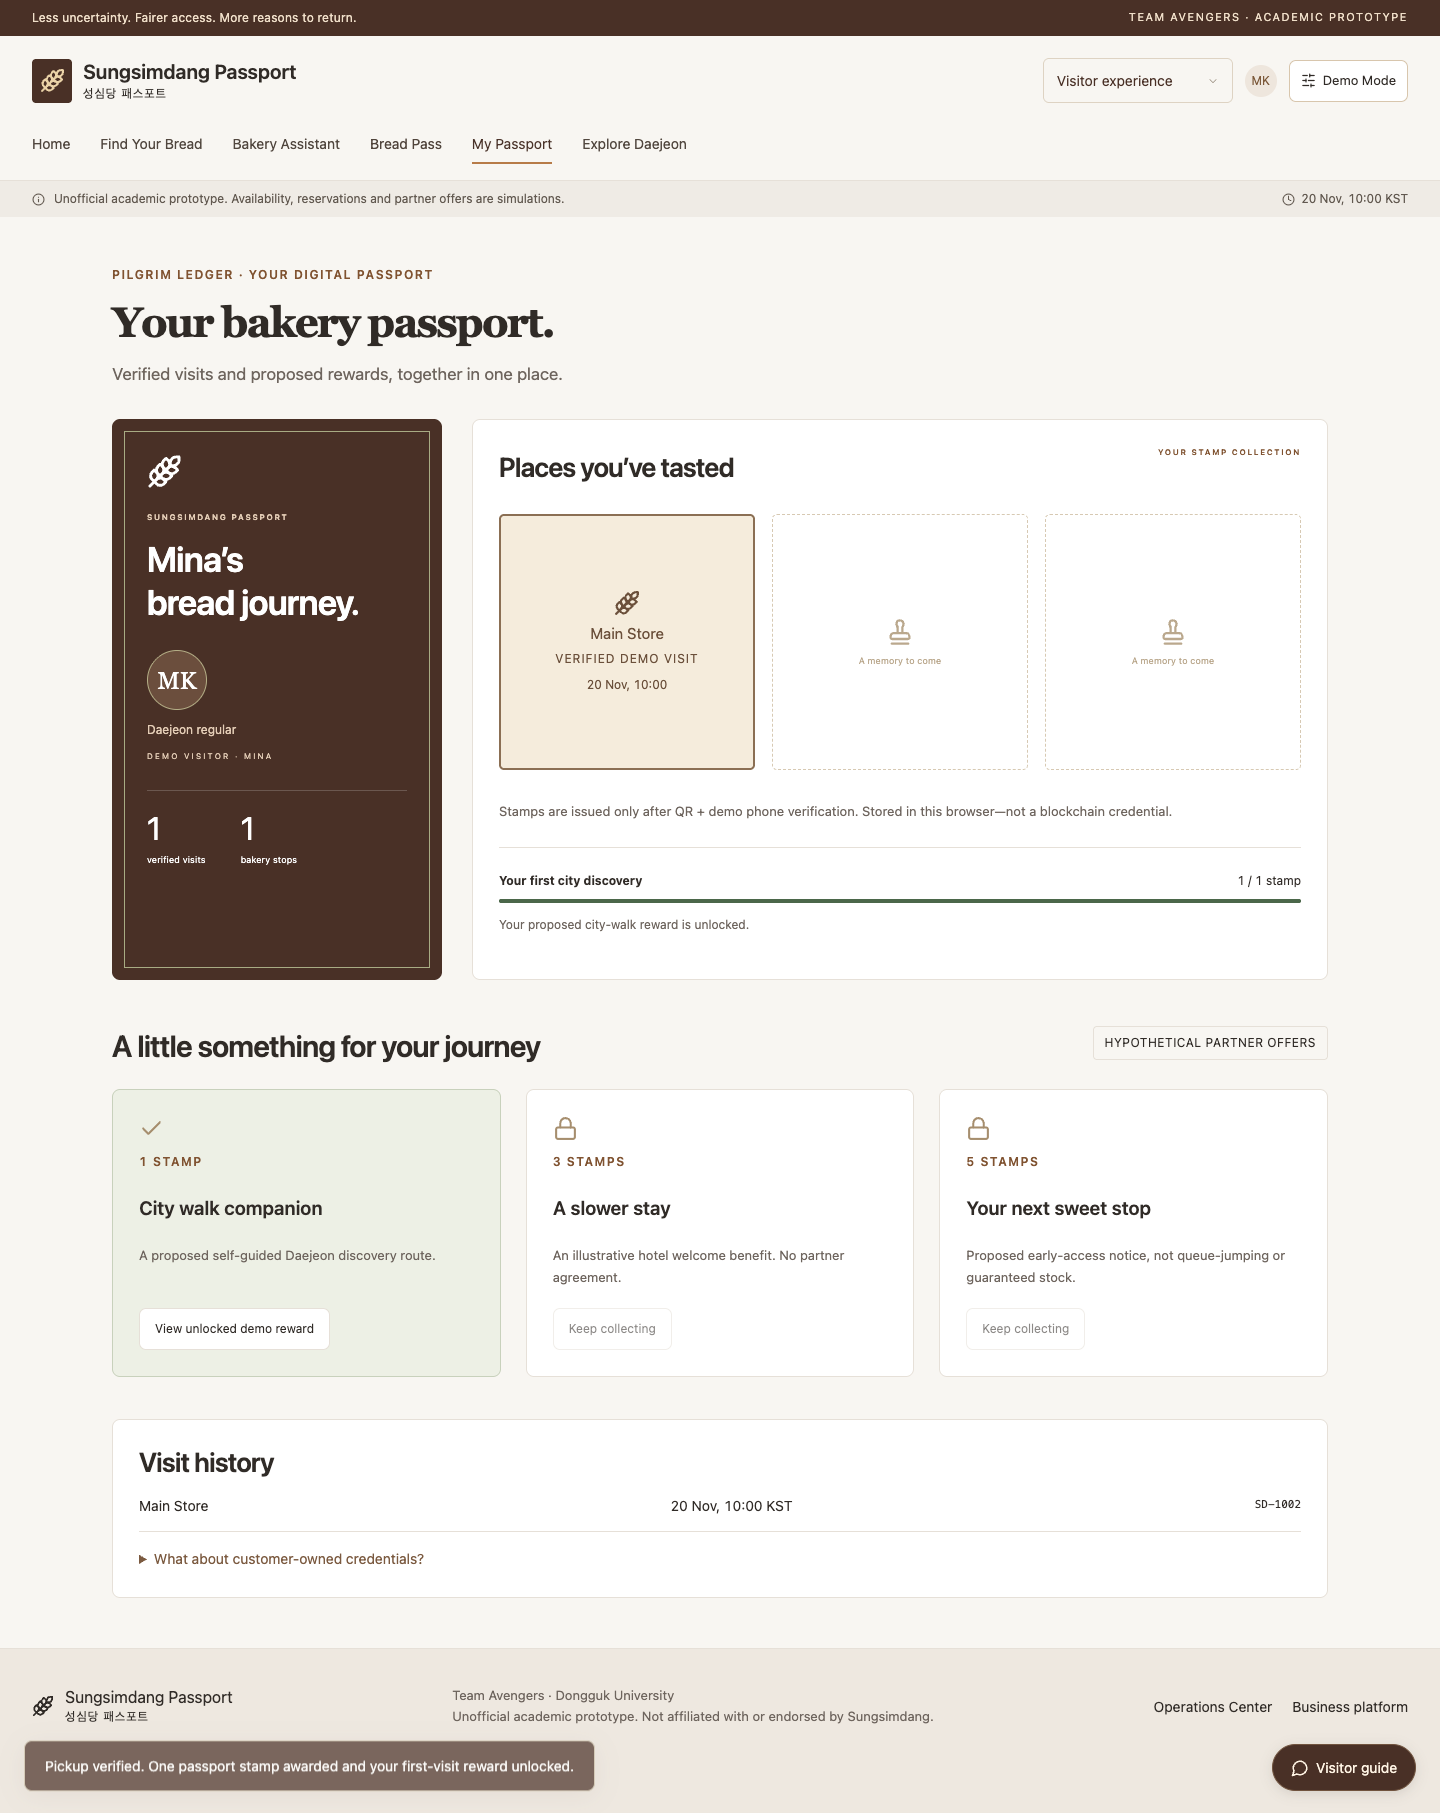 Less uncertainty. Fairer access. More reasons to return.
TEAM AVENGERS · ACADEMIC PROTOTYPE
Sungsimdang Passport
성심당 패스포트
Visitor experience
MK
Demo Mode
Home
Find Your Bread
Bakery Assistant
Bread Pass
My Passport
Explore Daejeon
Unofficial academic prototype. Availability, reservations and partner offers are simulations.
20 Nov, 10:00 KST
PILGRIM LEDGER · YOUR DIGITAL PASSPORT
Your bakery passport.
Verified visits and proposed rewards, together in one place.
SUNGSIMDANG PASSPORT
Mina’s
bread journey.
MK
Daejeon regular
DEMO VISITOR · MINA
1
verified visits
1
bakery stops
Places you’ve tasted
YOUR STAMP COLLECTION
Main Store
VERIFIED DEMO VISIT
20 Nov, 10:00
A memory to come
A memory to come
Stamps are issued only after QR + demo phone verification. Stored in this browser—not a blockchain credential.
Your first city discovery
1 / 1 stamp
Your proposed city-walk reward is unlocked.
A little something for your journey
HYPOTHETICAL PARTNER OFFERS
1 STAMP
City walk companion
A proposed self-guided Daejeon discovery route.
View unlocked demo reward
3 STAMPS
A slower stay
An illustrative hotel welcome benefit. No partner
agreement.
Keep collecting
5 STAMPS
Your next sweet stop
Proposed early-access notice, not queue-jumping or
guaranteed stock.
Keep collecting
Visit history
Main Store
20 Nov, 10:00 KST
SD-1002
What about customer-owned credentials?
Sungsimdang Passport
성심당 패스포트
Team Avengers · Dongguk University
Unofficial academic prototype. Not affiliated with or endorsed by Sungsimdang.
Operations Center
Business platform
Pickup verified. One passport stamp awarded and your first-visit reward unlocked.
Visitor guide